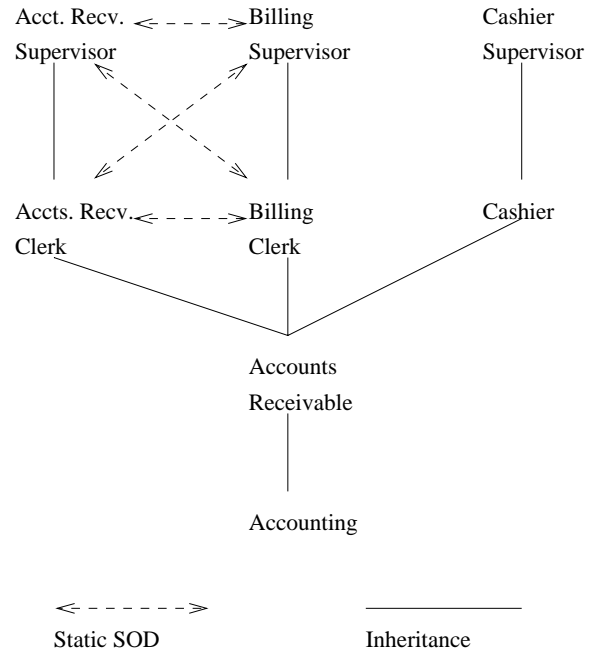 Acct. Recv.
Supervisor
Billing
Supervisor
Cashier
Supervisor
Accts. Recv.
Clerk
Billing
Clerk
Cashier
Accounts
Receivable
Accounting
Static SOD
Inheritance